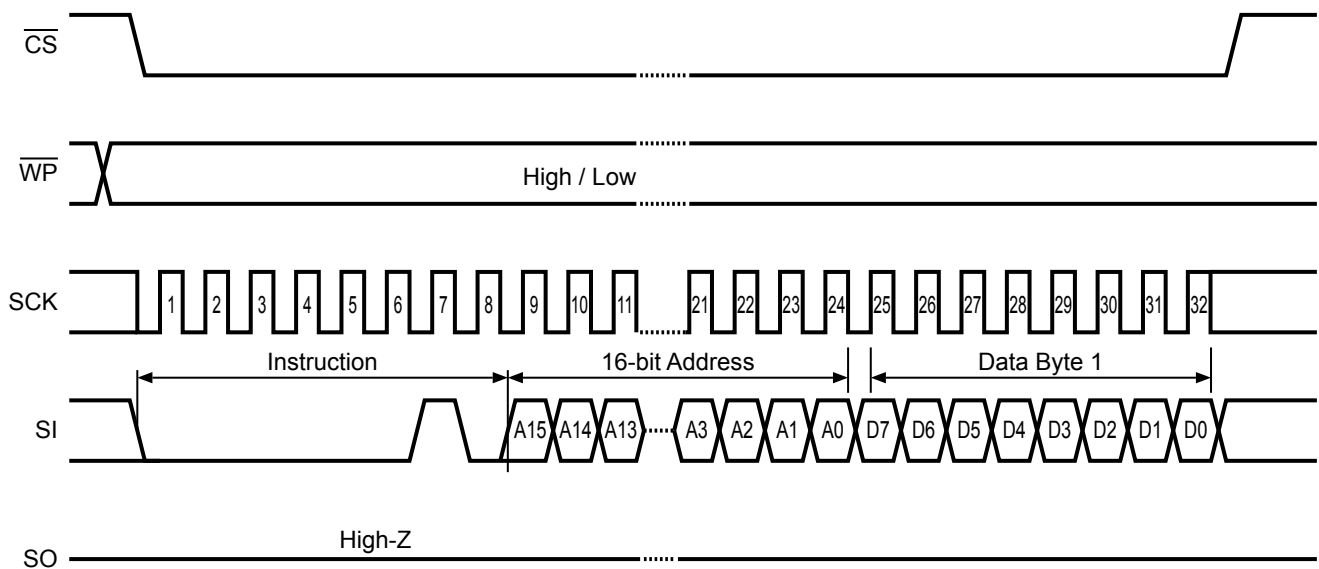 CS
WP
High / Low
SCK
1 2 3 4 5 6 7 8 9 10 11 21 22 23 24 25 26 27 28 29 30 31 32
Instruction 16-bit Address Data Byte 1
SI
A15 A14 A13 A3 A2 A1 A0 D7 D6 D5 D4 D3 D2 D1 D0
High-Z
SO